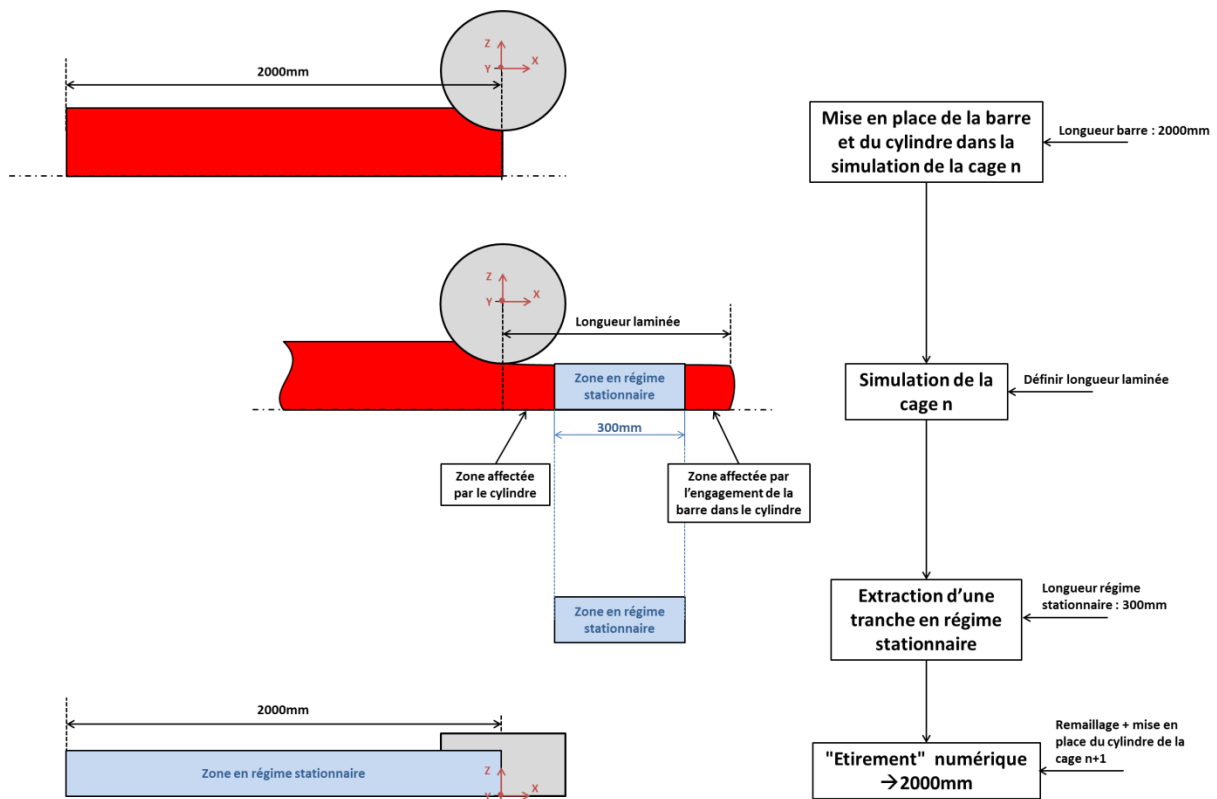 Z
Y
X
2000mm
Mise en place de la barre
et du cylindre dans la
simulation de la cage n
Longueur barre : 2000mm
Z
Y
X
Longueur laminée
Zone en régime
stationnaire
300mm
Zone affectée
par le cylindre
Zone affectée par
l'engagement de la
barre dans le cylindre
Simulation de la
cage n
Définir longueur laminée
Zone en régime
stationnaire
Extraction d'une
tranche en régime
stationnaire
Longueur régime
stationnaire : 300mm
2000mm
Zone en régime stationnaire
Z
Y
X
"Etirement" numérique
→2000mm
Remaillage + mise en
place du cylindre de la
cage n+1